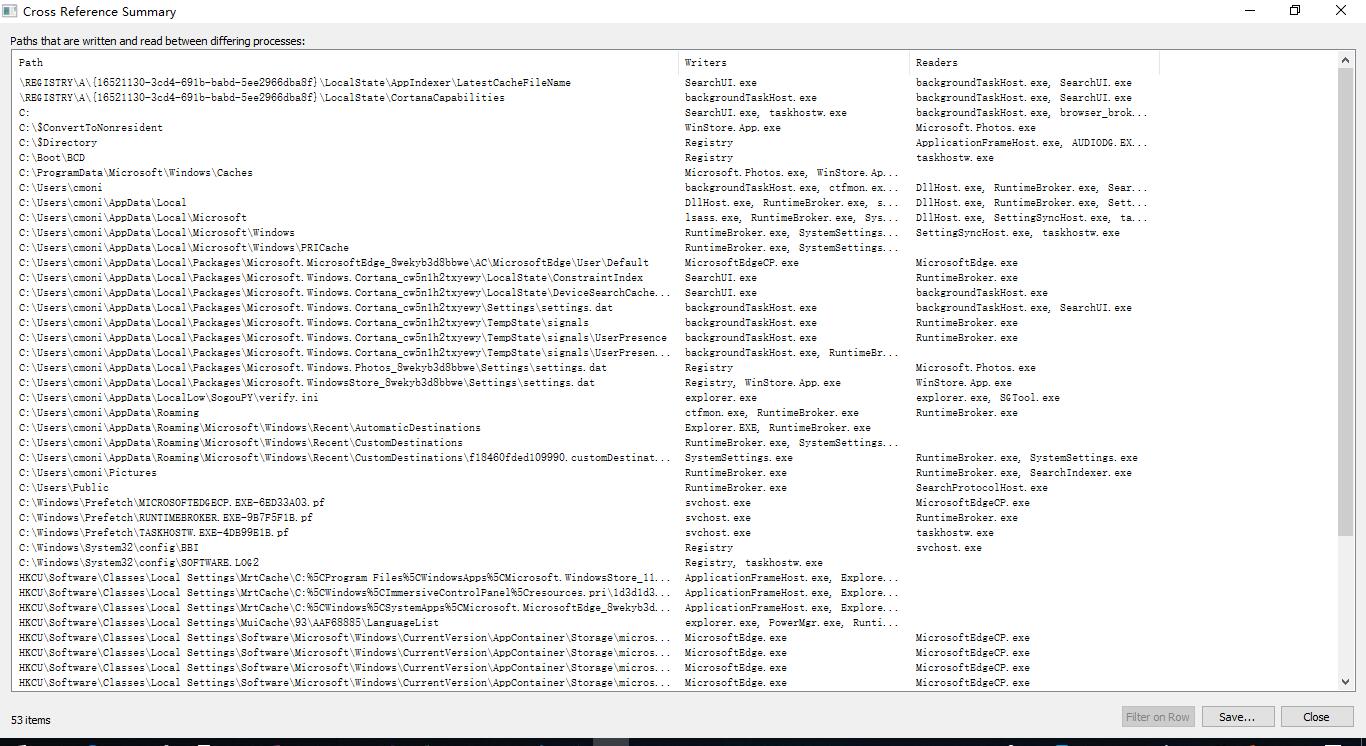 Cross Reference Summary
Paths that are written and read between differing processes:
Path Writers Readers
\REGISTRY\A\{16521130-3cd4-691b-babd-5ee2966dba8f}\LocalState\AppIndexer\LatestCacheFileName SearchUI.exe backgroundTaskHost.exe, SearchUI.exe
\REGISTRY\A\{16521130-3cd4-691b-babd-5ee2966dba8f}\LocalState\CortanaCapabilities backgroundTaskHost.exe backgroundTaskHost.exe, SearchUI.exe
C: SearchUI.exe, taskhostw.exe backgroundTaskHost.exe, browser_brok...
C:\$ConvertToNonresident WinStore.App.exe Microsoft.Photos.exe
C:\$Directory Registry ApplicationFrameHost.exe, AUDIODG.EX...
C:\Boot\BCD Registry taskhostw.exe
C:\ProgramData\Microsoft\Windows\Caches Microsoft.Photos.exe, WinStore.Ap...
C:\Users\cmoni backgroundTaskHost.exe, ctfmon.ex... DllHost.exe, RuntimeBroker.exe, Sear...
C:\Users\cmoni\AppData\Local DllHost.exe, RuntimeBroker.exe, s... DllHost.exe, RuntimeBroker.exe, Sett...
C:\Users\cmoni\AppData\Local\Microsoft lsass.exe, RuntimeBroker.exe, Sys... DllHost.exe, SettingSyncHost.exe, ta...
C:\Users\cmoni\AppData\Local\Microsoft\Windows RuntimeBroker.exe, SystemSettings... SettingSyncHost.exe, taskhostw.exe
C:\Users\cmoni\AppData\Local\Microsoft\Windows\PRICache RuntimeBroker.exe, SystemSettings...
C:\Users\cmoni\AppData\Local\Packages\Microsoft.MicrosoftEdge_8wekyb3d8bbwe\AC\MicrosoftEdge\User\Default MicrosoftEdgeCP.exe MicrosoftEdge.exe
C:\Users\cmoni\AppData\Local\Packages\Microsoft.Windows.Cortana_cw5n1h2txyewy\LocalState\ConstraintIndex SearchUI.exe RuntimeBroker.exe
C:\Users\cmoni\AppData\Local\Packages\Microsoft.Windows.Cortana_cw5n1h2txyewy\LocalState\DeviceSearchCache... SearchUI.exe backgroundTaskHost.exe
C:\Users\cmoni\AppData\Local\Packages\Microsoft.Windows.Cortana_cw5n1h2txyewy\Settings\settings.dat backgroundTaskHost.exe backgroundTaskHost.exe, SearchUI.exe
C:\Users\cmoni\AppData\Local\Packages\Microsoft.Windows.Cortana_cw5n1h2txyewy\TempState\signals backgroundTaskHost.exe RuntimeBroker.exe
C:\Users\cmoni\AppData\Local\Packages\Microsoft.Windows.Cortana_cw5n1h2txyewy\TempState\signals\UserPresence backgroundTaskHost.exe RuntimeBroker.exe
C:\Users\cmoni\AppData\Local\Packages\Microsoft.Windows.Cortana_cw5n1h2txyewy\TempState\signals\UserPresen... backgroundTaskHost.exe, RuntimeBr...
C:\Users\cmoni\AppData\Local\Packages\Microsoft.Windows.Photos_8wekyb3d8bbwe\Settings\settings.dat Registry Microsoft.Photos.exe
C:\Users\cmoni\AppData\Local\Packages\Microsoft.WindowsStore_8wekyb3d8bbwe\Settings\settings.dat Registry, WinStore.App.exe WinStore.App.exe
C:\Users\cmoni\AppData\LocalLow\SogouPY\verify.ini explorer.exe explorer.exe, SGTool.exe
C:\Users\cmoni\AppData\Roaming ctfmon.exe, RuntimeBroker.exe RuntimeBroker.exe
C:\Users\cmoni\AppData\Roaming\Microsoft\Windows\Recent\AutomaticDestinations Explorer.EXE, RuntimeBroker.exe
C:\Users\cmoni\AppData\Roaming\Microsoft\Windows\Recent\CustomDestinations RuntimeBroker.exe, SystemSettings...
C:\Users\cmoni\AppData\Roaming\Microsoft\Windows\Recent\CustomDestinations\f18460fded109990.customDestinat... SystemSettings.exe RuntimeBroker.exe, SystemSettings.exe
C:\Users\cmoni\Pictures RuntimeBroker.exe RuntimeBroker.exe, SearchIndexer.exe
C:\Users\Public RuntimeBroker.exe SearchProtocolHost.exe
C:\Windows\Prefetch\MICROSOFTEDGECP.EXE-6ED33A03.pf svchost.exe MicrosoftEdgeCP.exe
C:\Windows\Prefetch\RUNTIMEBROKER.EXE-9B7F5F1B.pf svchost.exe RuntimeBroker.exe
C:\Windows\Prefetch\TASKHOSTW.EXE-4DB99E1B.pf svchost.exe taskhostw.exe
C:\Windows\System32\config\BBI Registry svchost.exe
C:\Windows\System32\config\SOFTWARE.LOG2 Registry, taskhostw.exe
HKCU\Software\Classes\Local Settings\MrtCache\C:%5CProgram Files%5CWindowsApps%5CMicrosoft.WindowsStore_11... ApplicationFrameHost.exe, Explore...
HKCU\Software\Classes\Local Settings\MrtCache\C:%5CWindows%5CImmersiveControlPanel%5Cresources.pri\1d3d1d3... ApplicationFrameHost.exe, Explore...
HKCU\Software\Classes\Local Settings\MrtCache\C:%5CWindows%5CSystemApps%5CMicrosoft.MicrosoftEdge_8wekyb3d... ApplicationFrameHost.exe, Explore...
HKCU\Software\Classes\Local Settings\MuiCache\93\AAF68885\LanguageList explorer.exe, PowerMgr.exe, Runti...
HKCU\Software\Classes\Local Settings\Software\Microsoft\Windows\CurrentVersion\AppContainer\Storage\micros... MicrosoftEdge.exe MicrosoftEdgeCP.exe
HKCU\Software\Classes\Local Settings\Software\Microsoft\Windows\CurrentVersion\AppContainer\Storage\micros... MicrosoftEdge.exe MicrosoftEdgeCP.exe
HKCU\Software\Classes\Local Settings\Software\Microsoft\Windows\CurrentVersion\AppContainer\Storage\micros... MicrosoftEdge.exe MicrosoftEdgeCP.exe
HKCU\Software\Classes\Local Settings\Software\Microsoft\Windows\CurrentVersion\AppContainer\Storage\micros... MicrosoftEdge.exe MicrosoftEdgeCP.exe
53 items Filter on Row Save... Close